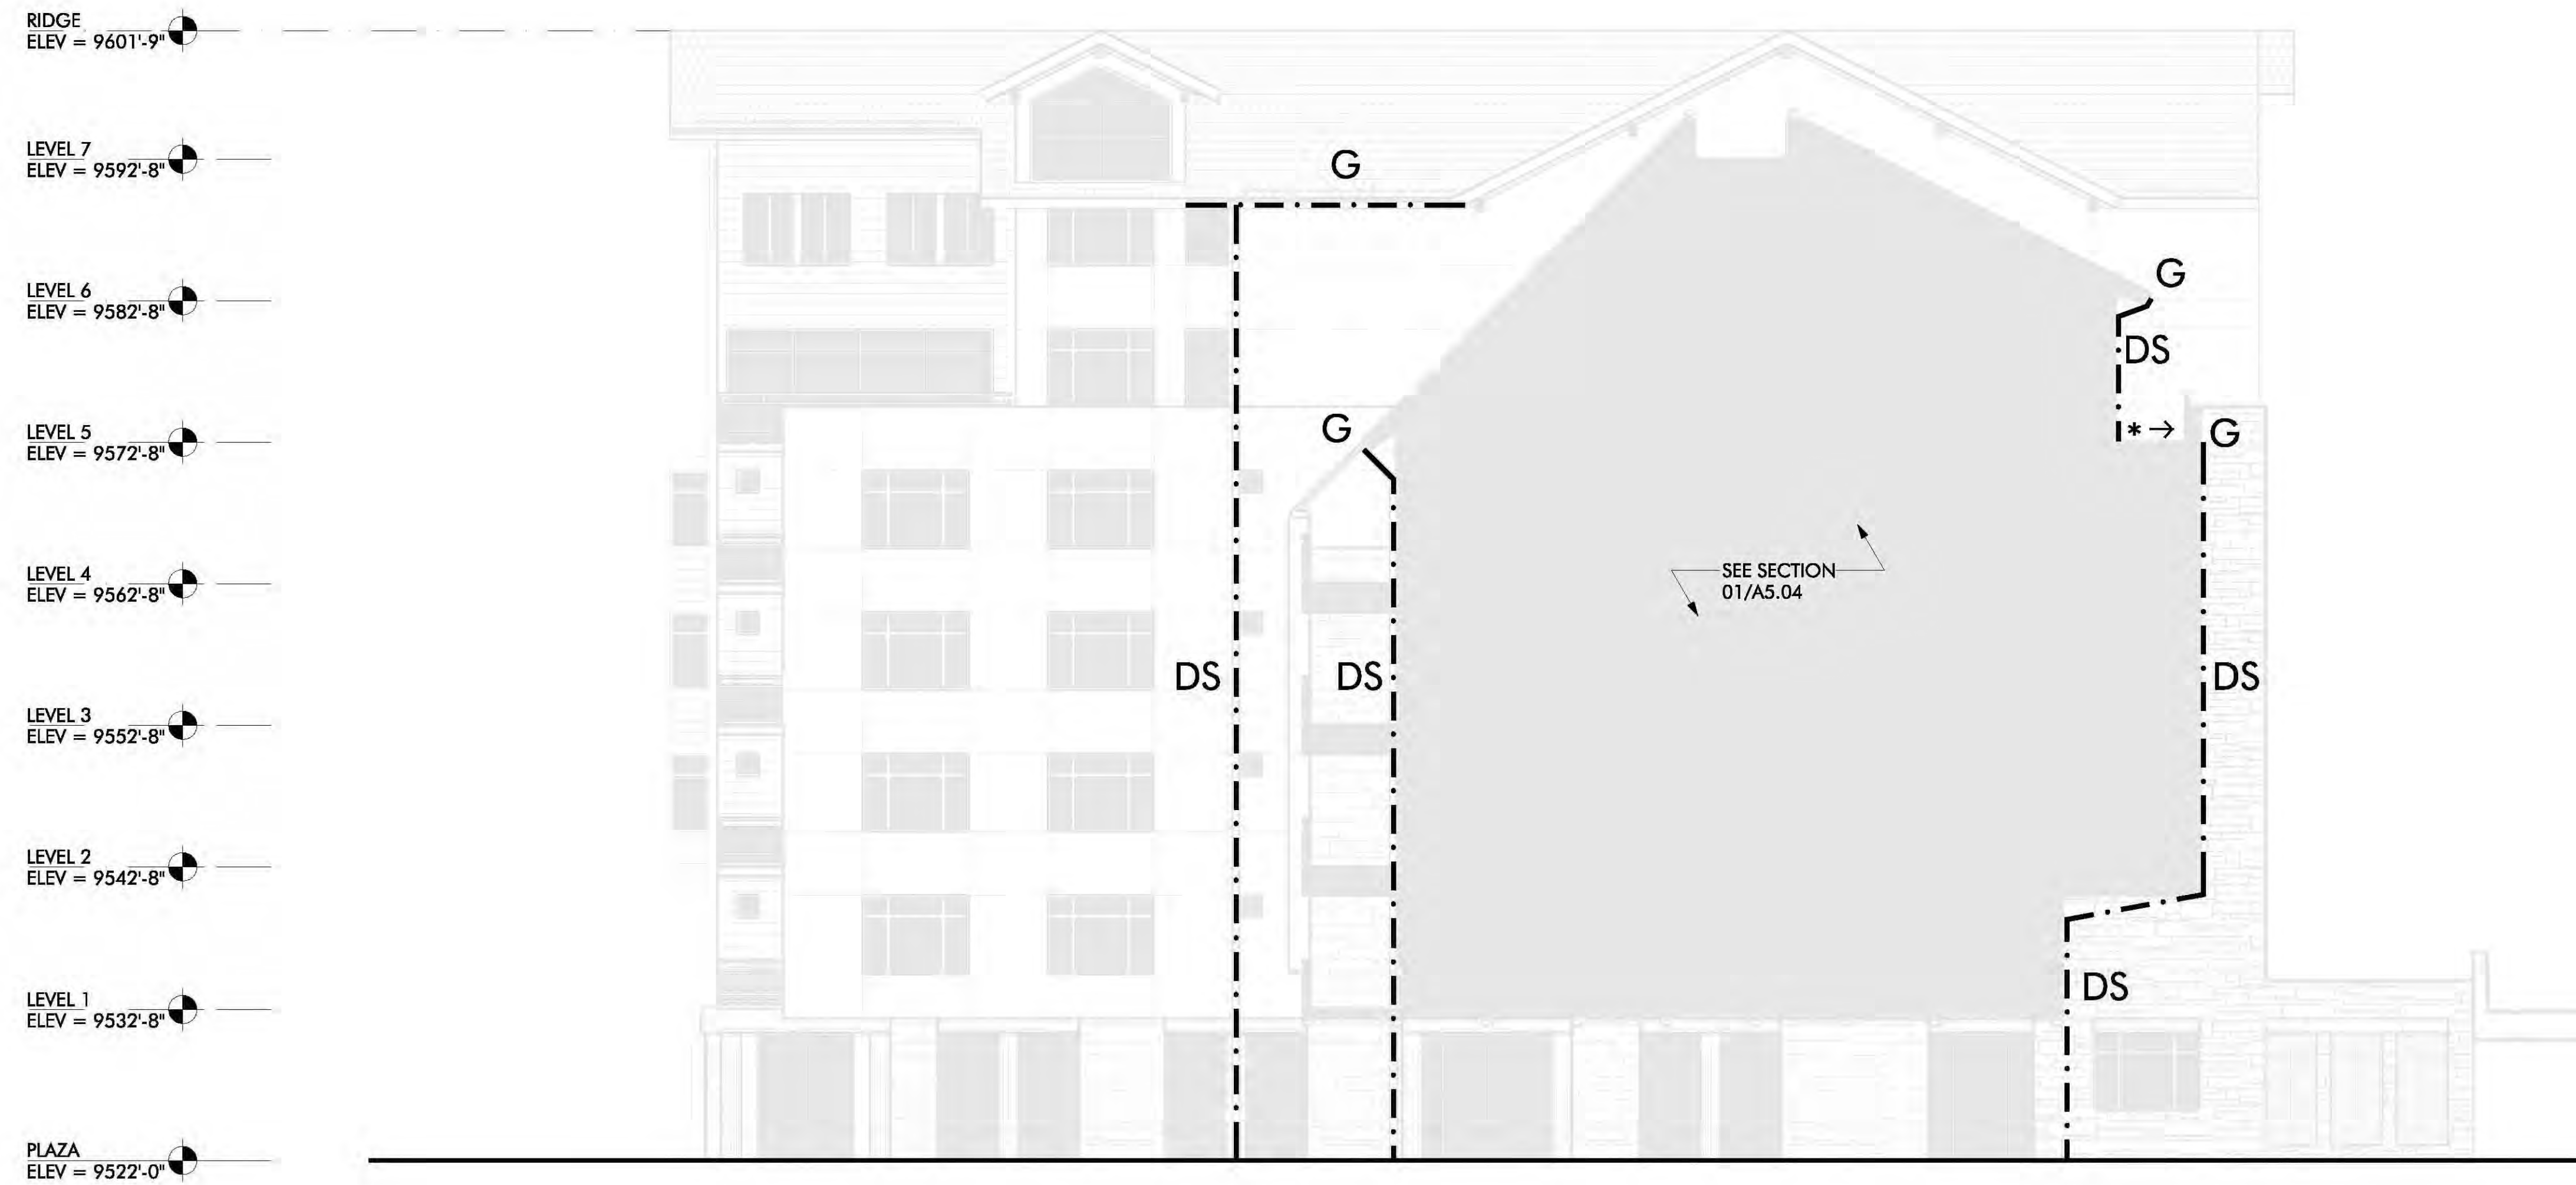 RIDGE
ELEV = 9601'-9"
LEVEL 7
ELEV = 9592'-8"
G
LEVEL 6
ELEV = 9582'-8"
G
DS
LEVEL 5
ELEV = 9572'-8"
G
* →
G
LEVEL 4
ELEV = 9562'-8"
SEE SECTION
01/A5.04
LEVEL 3
ELEV = 9552'-8"
DS
DS
DS
LEVEL 2
ELEV = 9542'-8"
LEVEL 1
ELEV = 9532'-8"
DS
PLAZA
ELEV = 9522'-0"